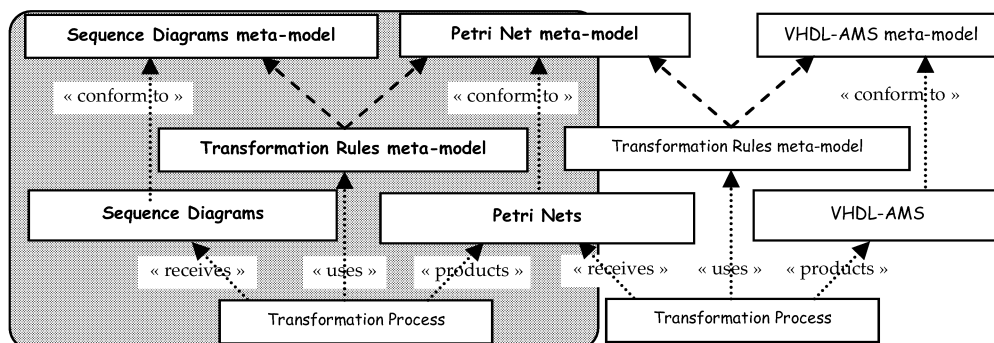 Sequence Diagrams meta-model
Petri Net meta-model
VHDL-AMS meta-model
« conform to »
« conform to »
« conform to »
Transformation Rules meta-model
Transformation Rules meta-model
Sequence Diagrams
Petri Nets
VHDL-AMS
« receives »
« uses »
« products »
« receives »
« uses »
« products »
Transformation Process
Transformation Process